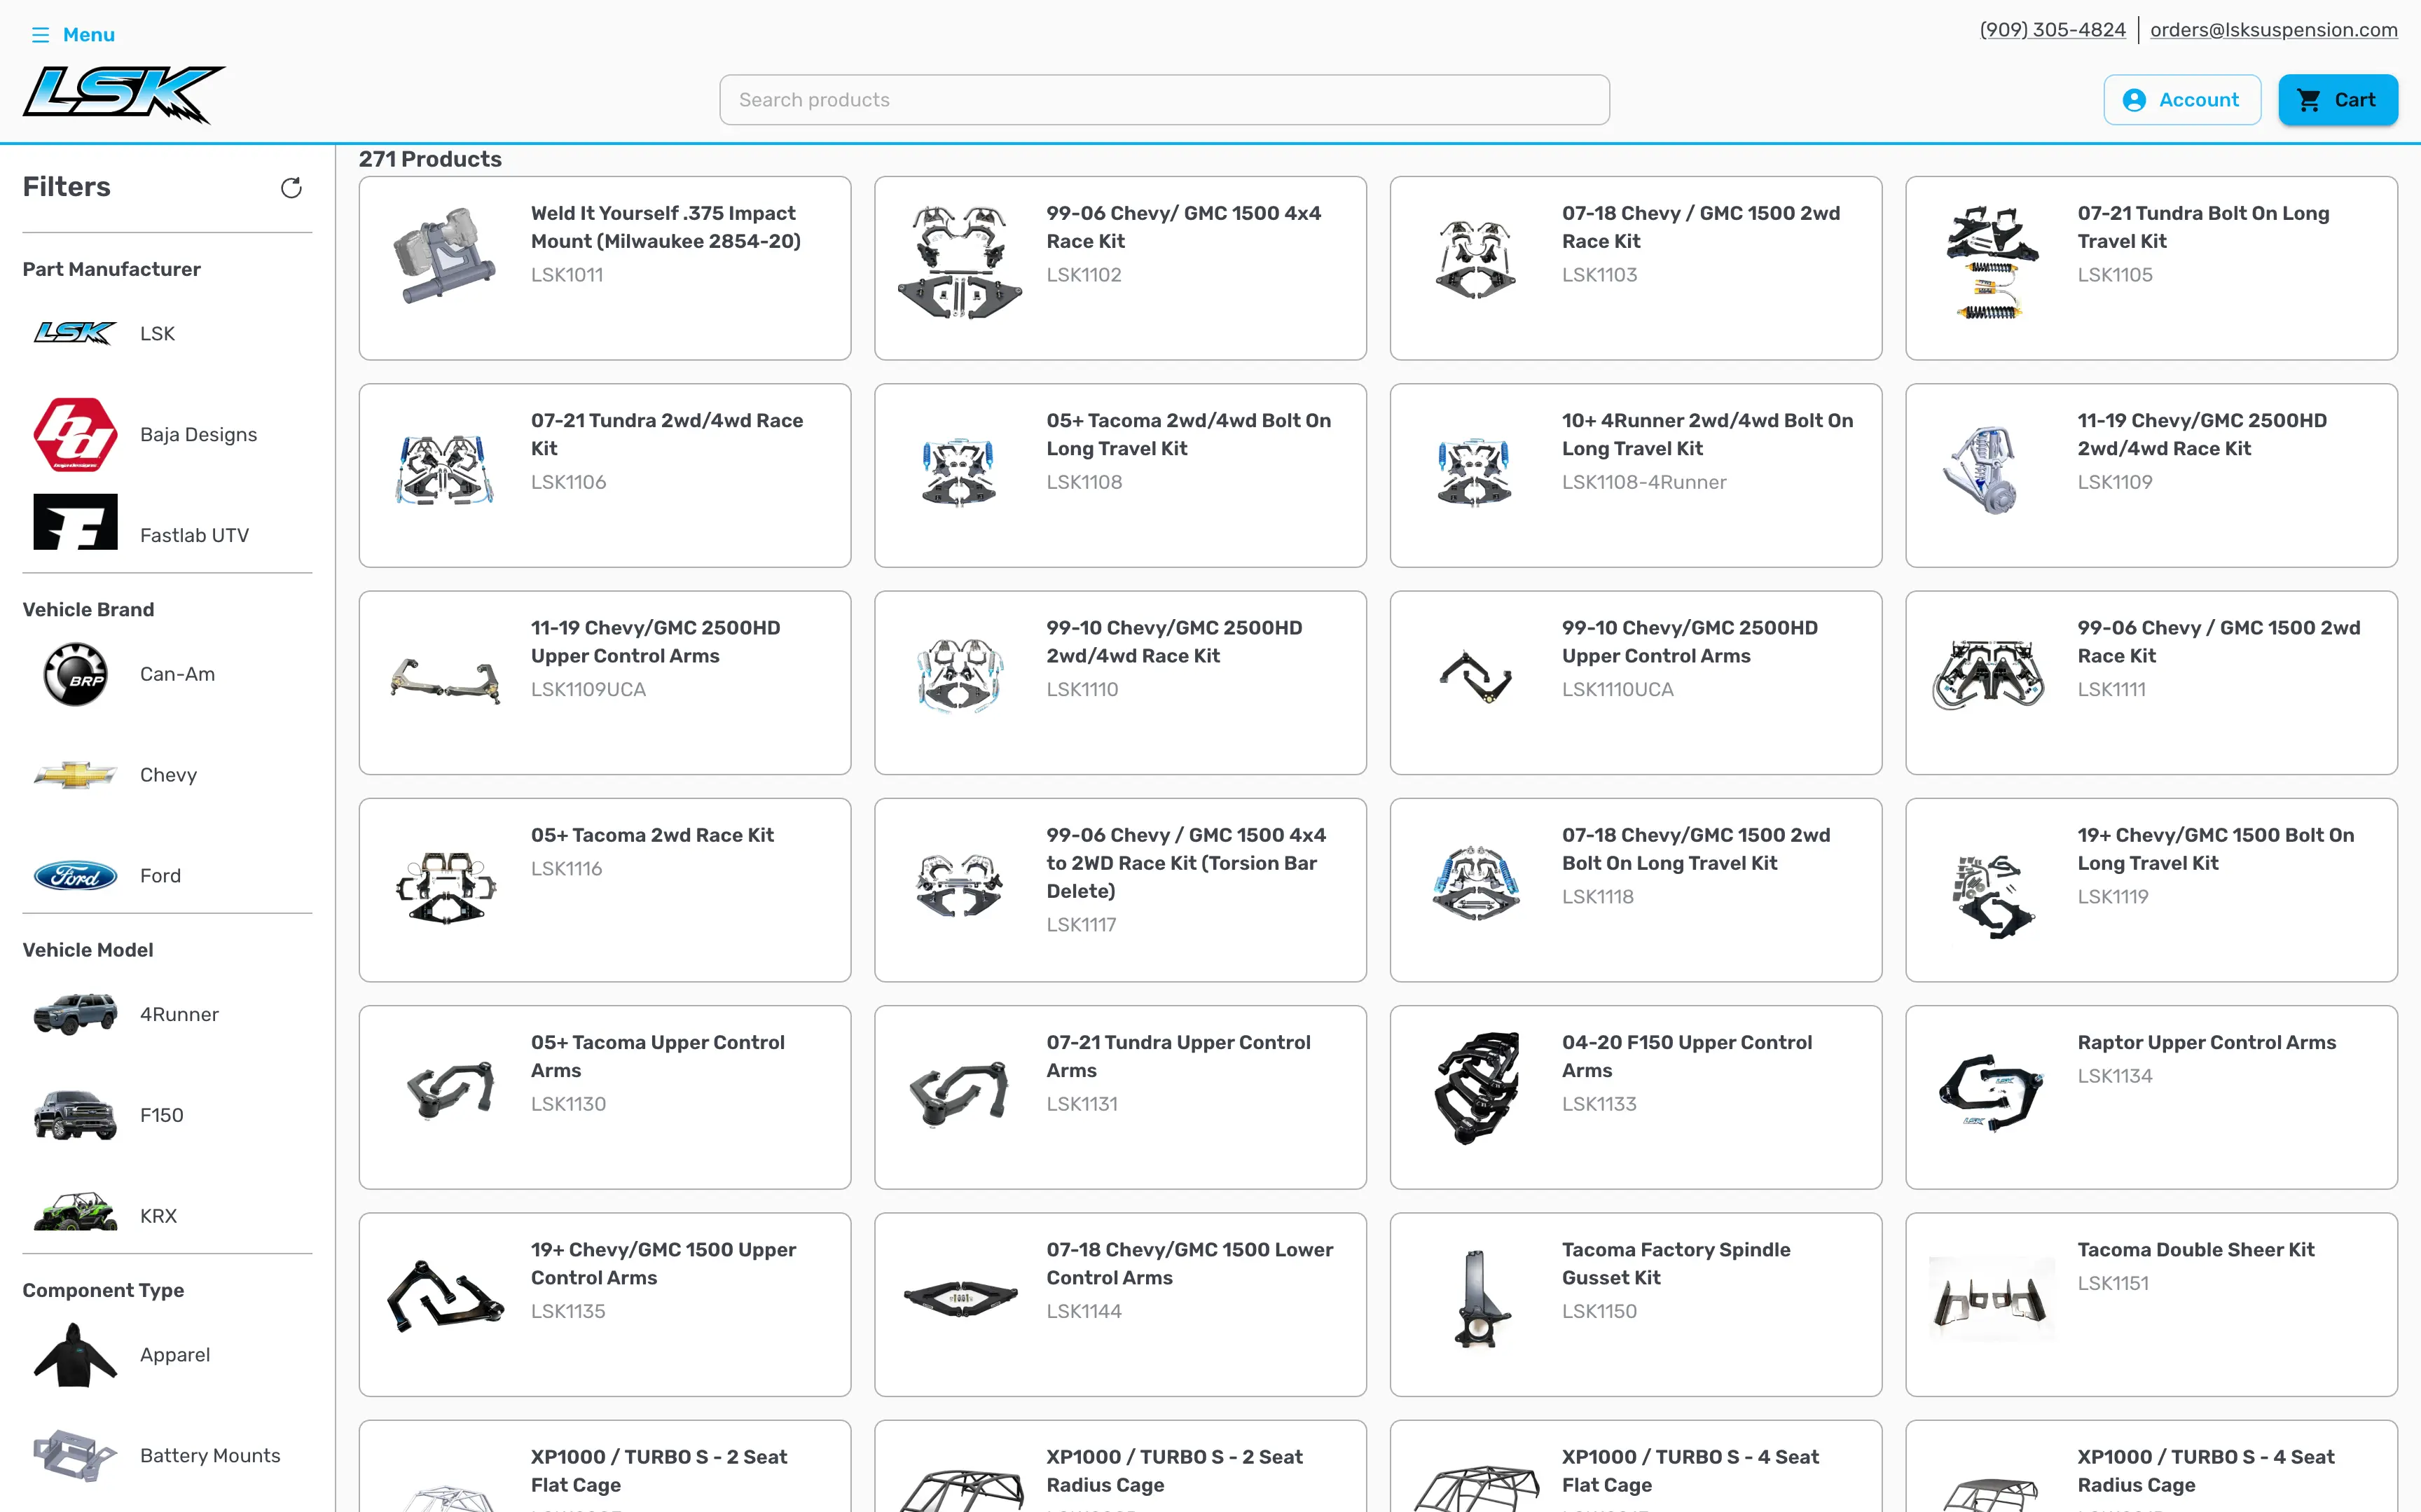 Menu
(909) 305-4824
orders@lsksuspension.com
LSK
Search products
Account
Cart
Filters
Part Manufacturer
LSK
LSK
bd
Baja Designs
F
Fastlab UTV
Vehicle Brand
BRP
Can-Am
Chevy
Ford
Ford
Vehicle Model
4Runner
F150
KRX
Component Type
Apparel
Battery Mounts
271 Products
Weld It Yourself .375 Impact
Mount (Milwaukee 2854-20)
LSK1011
99-06 Chevy/ GMC 1500 4x4
Race Kit
LSK1102
07-18 Chevy / GMC 1500 2wd
Race Kit
LSK1103
07-21 Tundra Bolt On Long
Travel Kit
LSK1105
07-21 Tundra 2wd/4wd Race
Kit
LSK1106
05+ Tacoma 2wd/4wd Bolt On
Long Travel Kit
LSK1108
10+ 4Runner 2wd/4wd Bolt On
Long Travel Kit
LSK1108-4Runner
11-19 Chevy/GMC 2500HD
2wd/4wd Race Kit
LSK1109
11-19 Chevy/GMC 2500HD
Upper Control Arms
LSK1109UCA
99-10 Chevy/GMC 2500HD
2wd/4wd Race Kit
LSK1110
99-10 Chevy/GMC 2500HD
Upper Control Arms
LSK1110UCA
99-06 Chevy / GMC 1500 2wd
Race Kit
LSK1111
05+ Tacoma 2wd Race Kit
LSK1116
99-06 Chevy / GMC 1500 4x4
to 2WD Race Kit (Torsion Bar
Delete)
LSK1117
07-18 Chevy/GMC 1500 2wd
Bolt On Long Travel Kit
LSK1118
19+ Chevy/GMC 1500 Bolt On
Long Travel Kit
LSK1119
05+ Tacoma Upper Control
Arms
LSK1130
07-21 Tundra Upper Control
Arms
LSK1131
04-20 F150 Upper Control
Arms
LSK1133
Raptor Upper Control Arms
LSK1134
19+ Chevy/GMC 1500 Upper
Control Arms
LSK1135
07-18 Chevy/GMC 1500 Lower
Control Arms
LSK1144
Tacoma Factory Spindle
Gusset Kit
LSK1150
Tacoma Double Sheer Kit
LSK1151
XP1000 / TURBO S - 2 Seat
Flat Cage
XP1000 / TURBO S - 2 Seat
Radius Cage
XP1000 / TURBO S - 4 Seat
Flat Cage
XP1000 / TURBO S - 4 Seat
Radius Cage